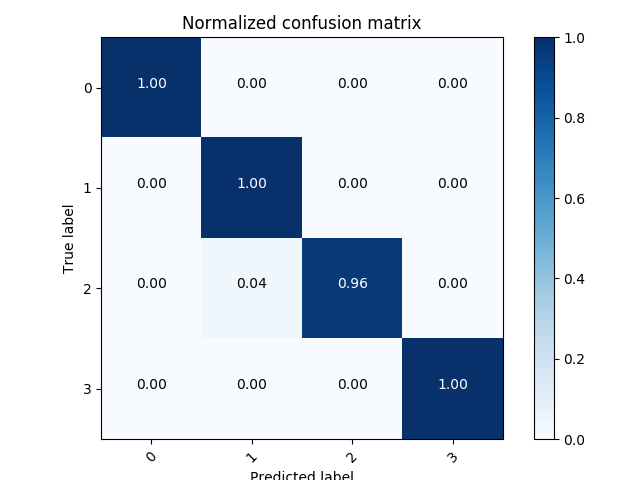 Normalized confusion matrix
0 1.00 0.00 0.00 0.00
1 0.00 1.00 0.00 0.00
2 0.00 0.04 0.96 0.00
3 0.00 0.00 0.00 1.00
0 1 2 3
True label
Predicted label
1.0
0.8
0.6
0.4
0.2
0.0